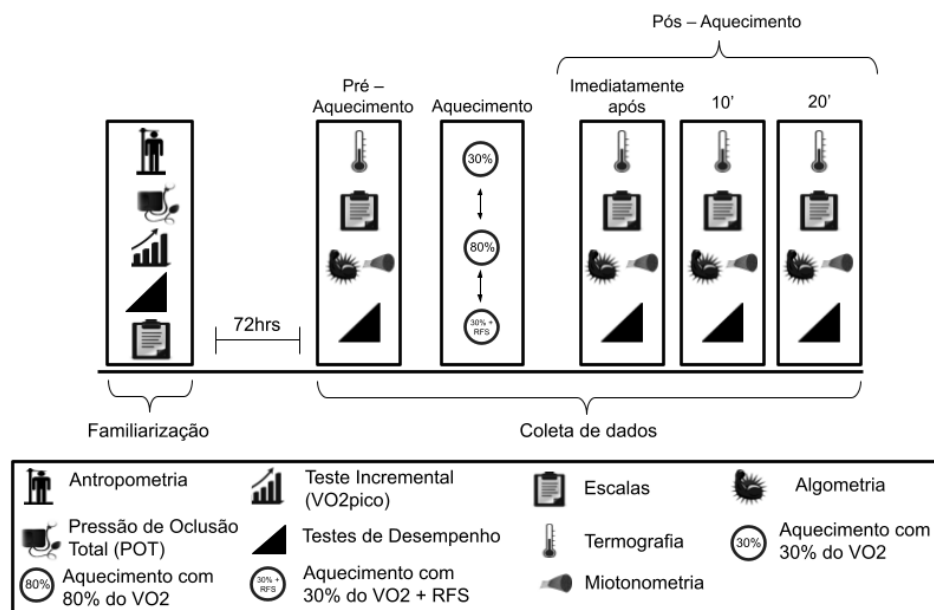 Pós – Aquecimento
Pré –
Aquecimento
Aquecimento
Imediatamente
após
10'
20'
30%
80%
30% +
RFS
72hrs
Familiarização
Coleta de dados
Antropometria
Teste Incremental
(VO2pico)
Escalas
Algometria
Pressão de Oclusão
Total (POT)
Testes de Desempenho
Termografia
30%
Aquecimento com
30% do VO2
80%
Aquecimento com
80% do VO2
30% +
RFS
Aquecimento com
30% do VO2 + RFS
Miotonometria